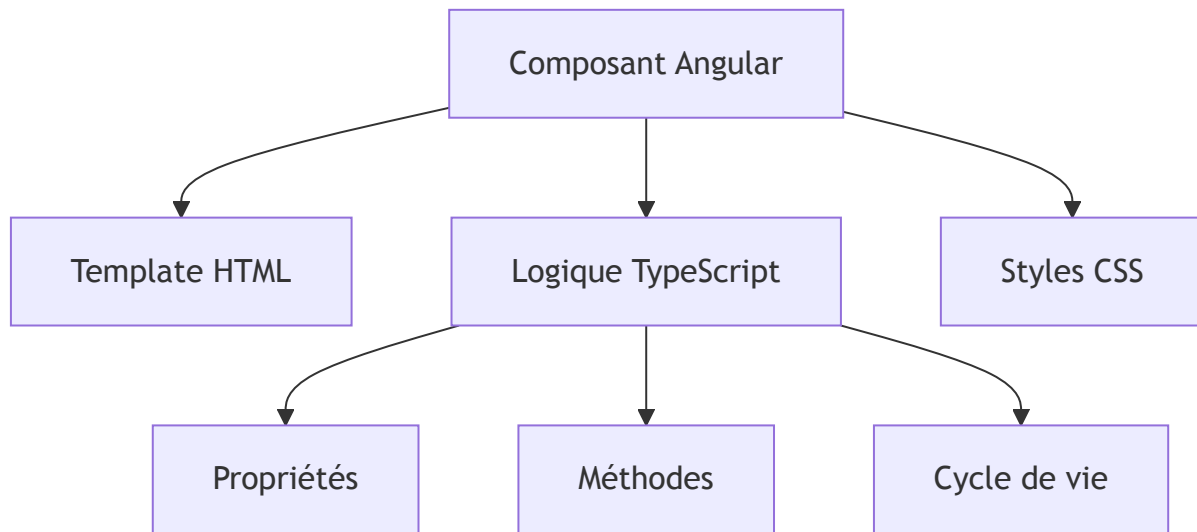 Composant Angular
Template HTML
Logique TypeScript
Styles CSS
Propriétés
Méthodes
Cycle de vie